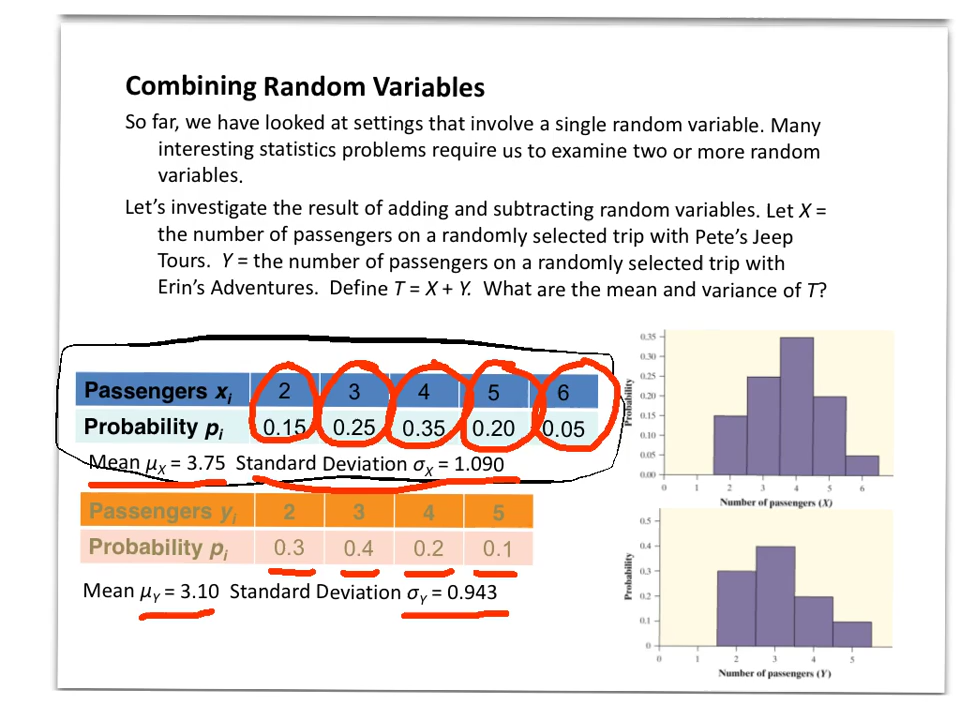 Combining Random Variables
So far, we have looked at settings that involve a single random variable. Many
interesting statistics problems require us to examine two or more random
variables.
Let's investigate the result of adding and subtracting random variables. Let X =
the number of passengers on a randomly selected trip with Pete's Jeep
Tours. Y = the number of passengers on a randomly selected trip with
Erin's Adventures. Define T = X + Y. What are the mean and variance of T?
Passengers xᵢ 2 3 4 5 6
Probability pᵢ 0.15 0.25 0.35 0.20 0.05
Mean μX = 3.75 Standard Deviation σX = 1.090
Passengers yᵢ 2 3 4 5
Probability pᵢ 0.3 0.4 0.2 0.1
Mean μY = 3.10 Standard Deviation σY = 0.943
Probability
0.35
0.30
0.25
0.20
0.15
0.10
0.05
0.00
0 1 2 3 4 5 6
Number of passengers (X)
Probability
0.5
0.4
0.3
0.2
0.1
0
0 1 2 3 4 5
Number of passengers (Y)